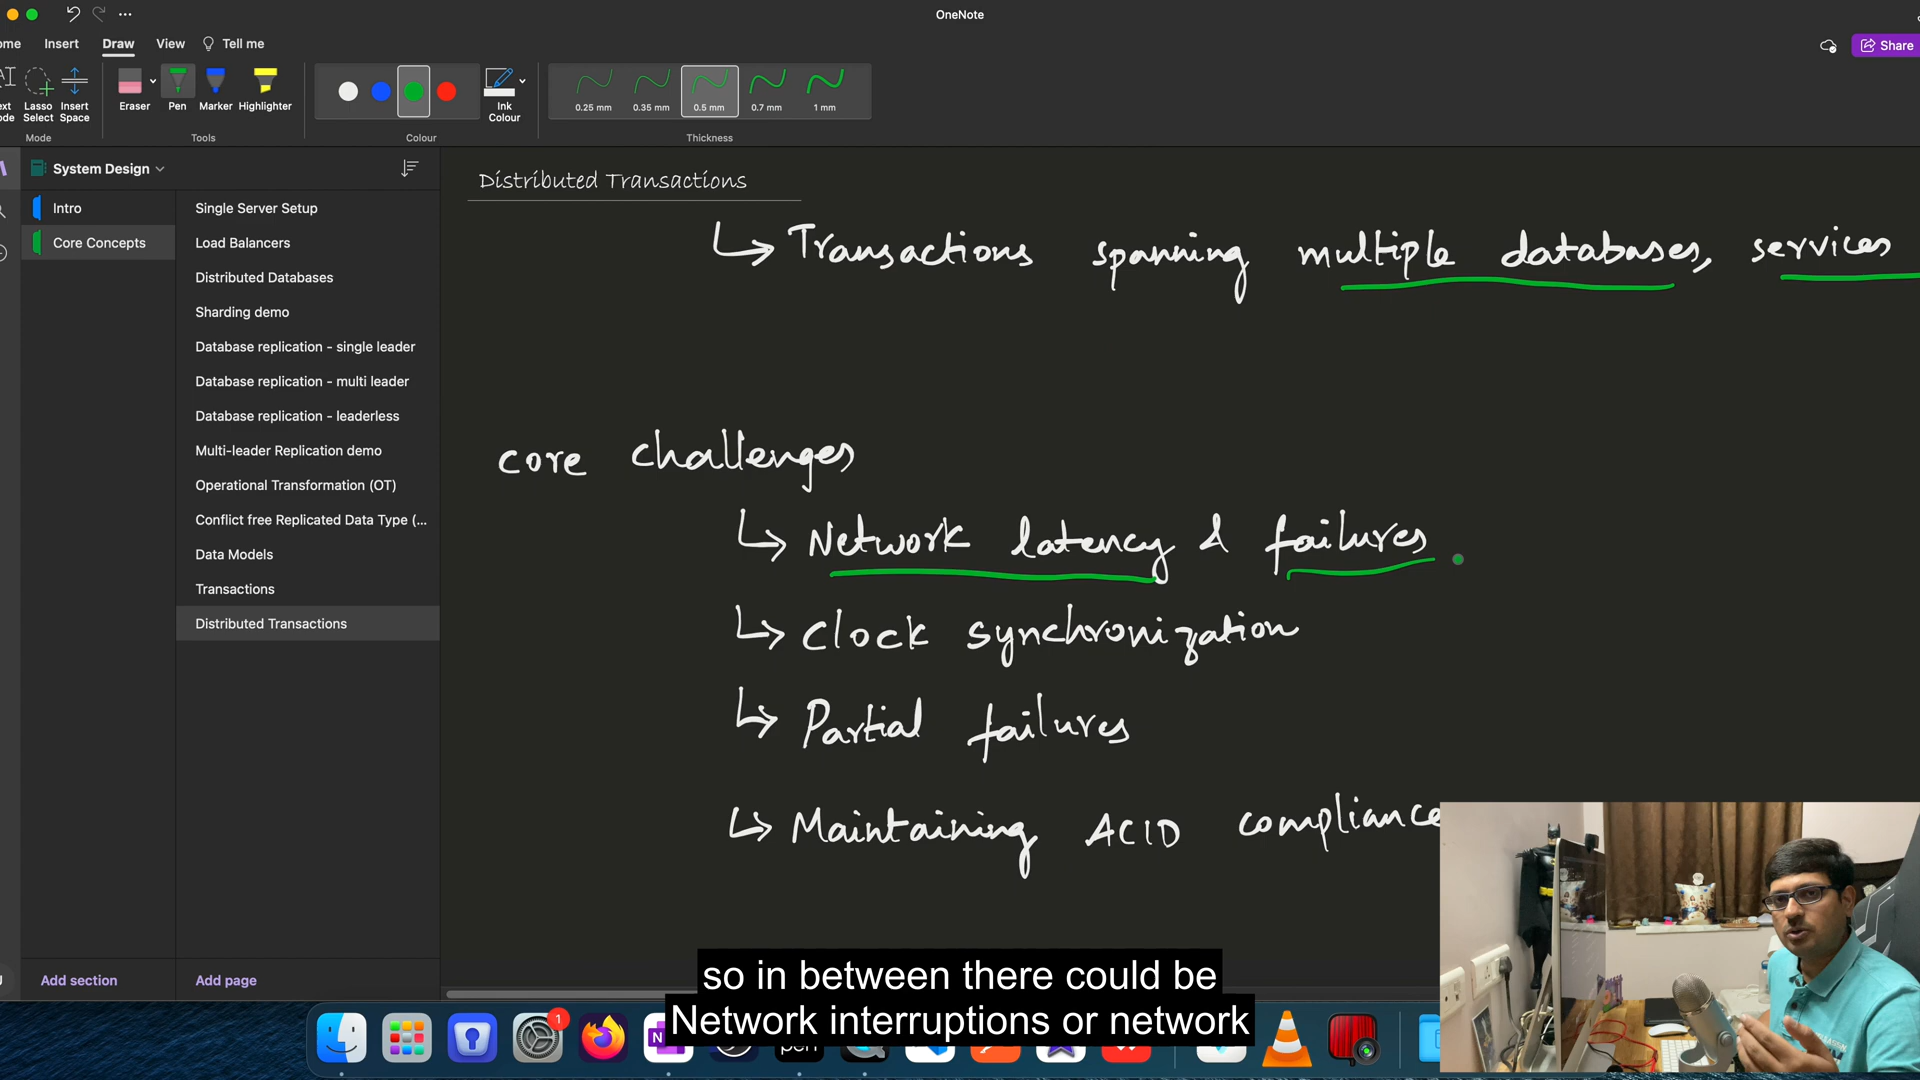 OneNote
ome Insert Draw View Tell me
Share
ext
ode
Lasso
Select
Insert
Space
Eraser
Pen
Marker
Highlighter
Ink
Colour
0.25 mm
0.35 mm
0.5 mm
0.7 mm
1 mm
Mode
Tools
Colour
Thickness
System Design
Intro
Core Concepts
Single Server Setup
Load Balancers
Distributed Databases
Sharding demo
Database replication - single leader
Database replication - multi leader
Database replication - leaderless
Multi-leader Replication demo
Operational Transformation (OT)
Conflict free Replicated Data Type (...
Data Models
Transactions
Distributed Transactions
Add section
Add page
Distributed Transactions
↳ Transactions spanning multiple databases, services
core challenges
↳ Network latency & failures
↳ Clock synchronization
↳ Partial failures
↳ Maintaining ACID compliance
so in between there could be
Network interruptions or network
1
pen